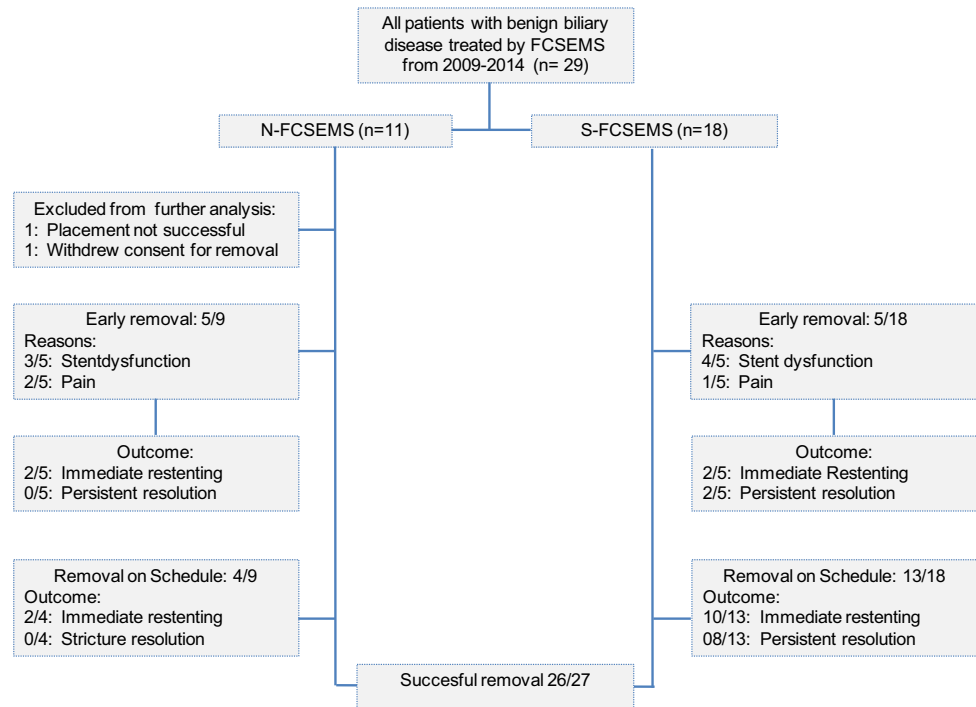 All patients with benign biliary
disease treated by FCSEMS
from 2009-2014 (n= 29)
N-FCSEMS (n=11)
S-FCSEMS (n=18)
Excluded from further analysis:
1: Placement not successful
1: Withdrew consent for removal
Early removal: 5/9
Reasons:
3/5: Stentdysfunction
2/5: Pain
Early removal: 5/18
Reasons:
4/5: Stent dysfunction
1/5: Pain
Outcome:
2/5: Immediate restenting
0/5: Persistent resolution
Outcome:
2/5: Immediate Restenting
2/5: Persistent resolution
Removal on Schedule: 4/9
Outcome:
2/4: Immediate restenting
0/4: Stricture resolution
Removal on Schedule: 13/18
Outcome:
10/13: Immediate restenting
08/13: Persistent resolution
Succesful removal 26/27